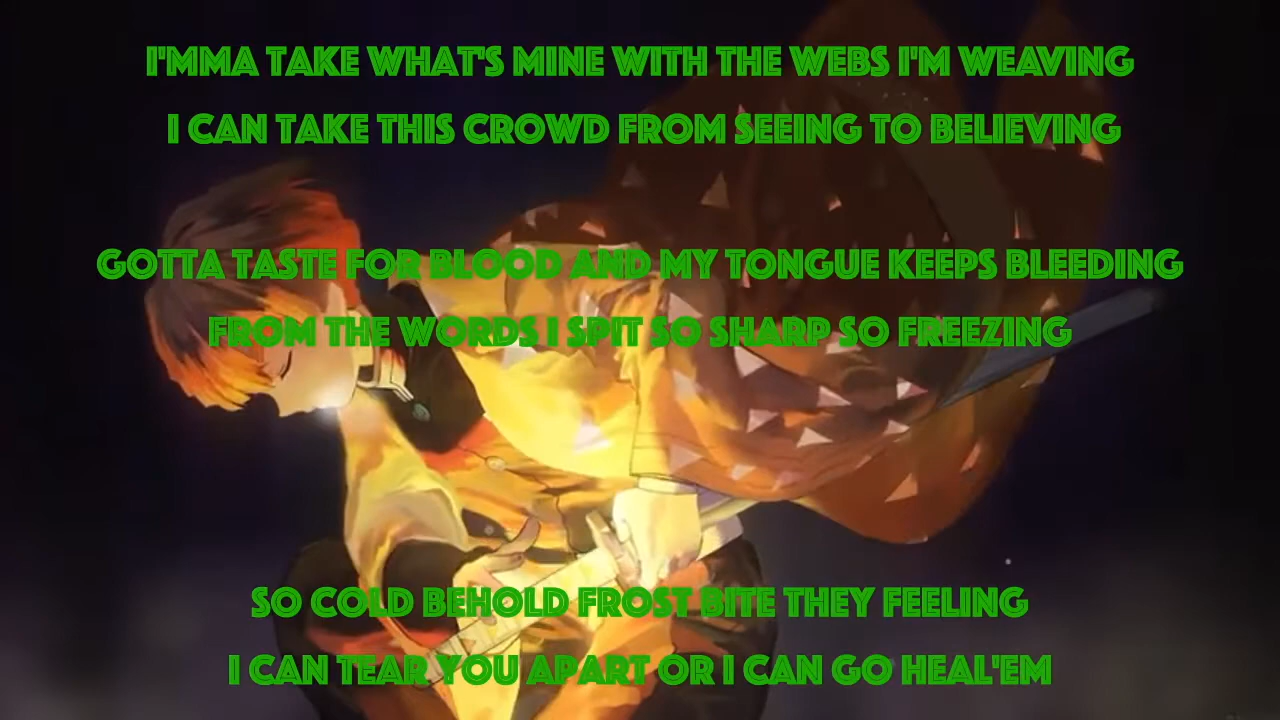 I'MMA TAKE WHAT'S MINE WITH THE WEBS I'M WEAVING
I CAN TAKE THIS CROWD FROM SEEING TO BELIEVING
GOTTA TASTE FOR BLOOD AND MY TONGUE KEEPS BLEEDING
FROM THE WORDS I SPIT SO SHARP SO FREEZING
SO COLD BEHOLD FROST BITE THEY FEELING
I CAN TEAR YOU APART OR I CAN GO HEAL'EM